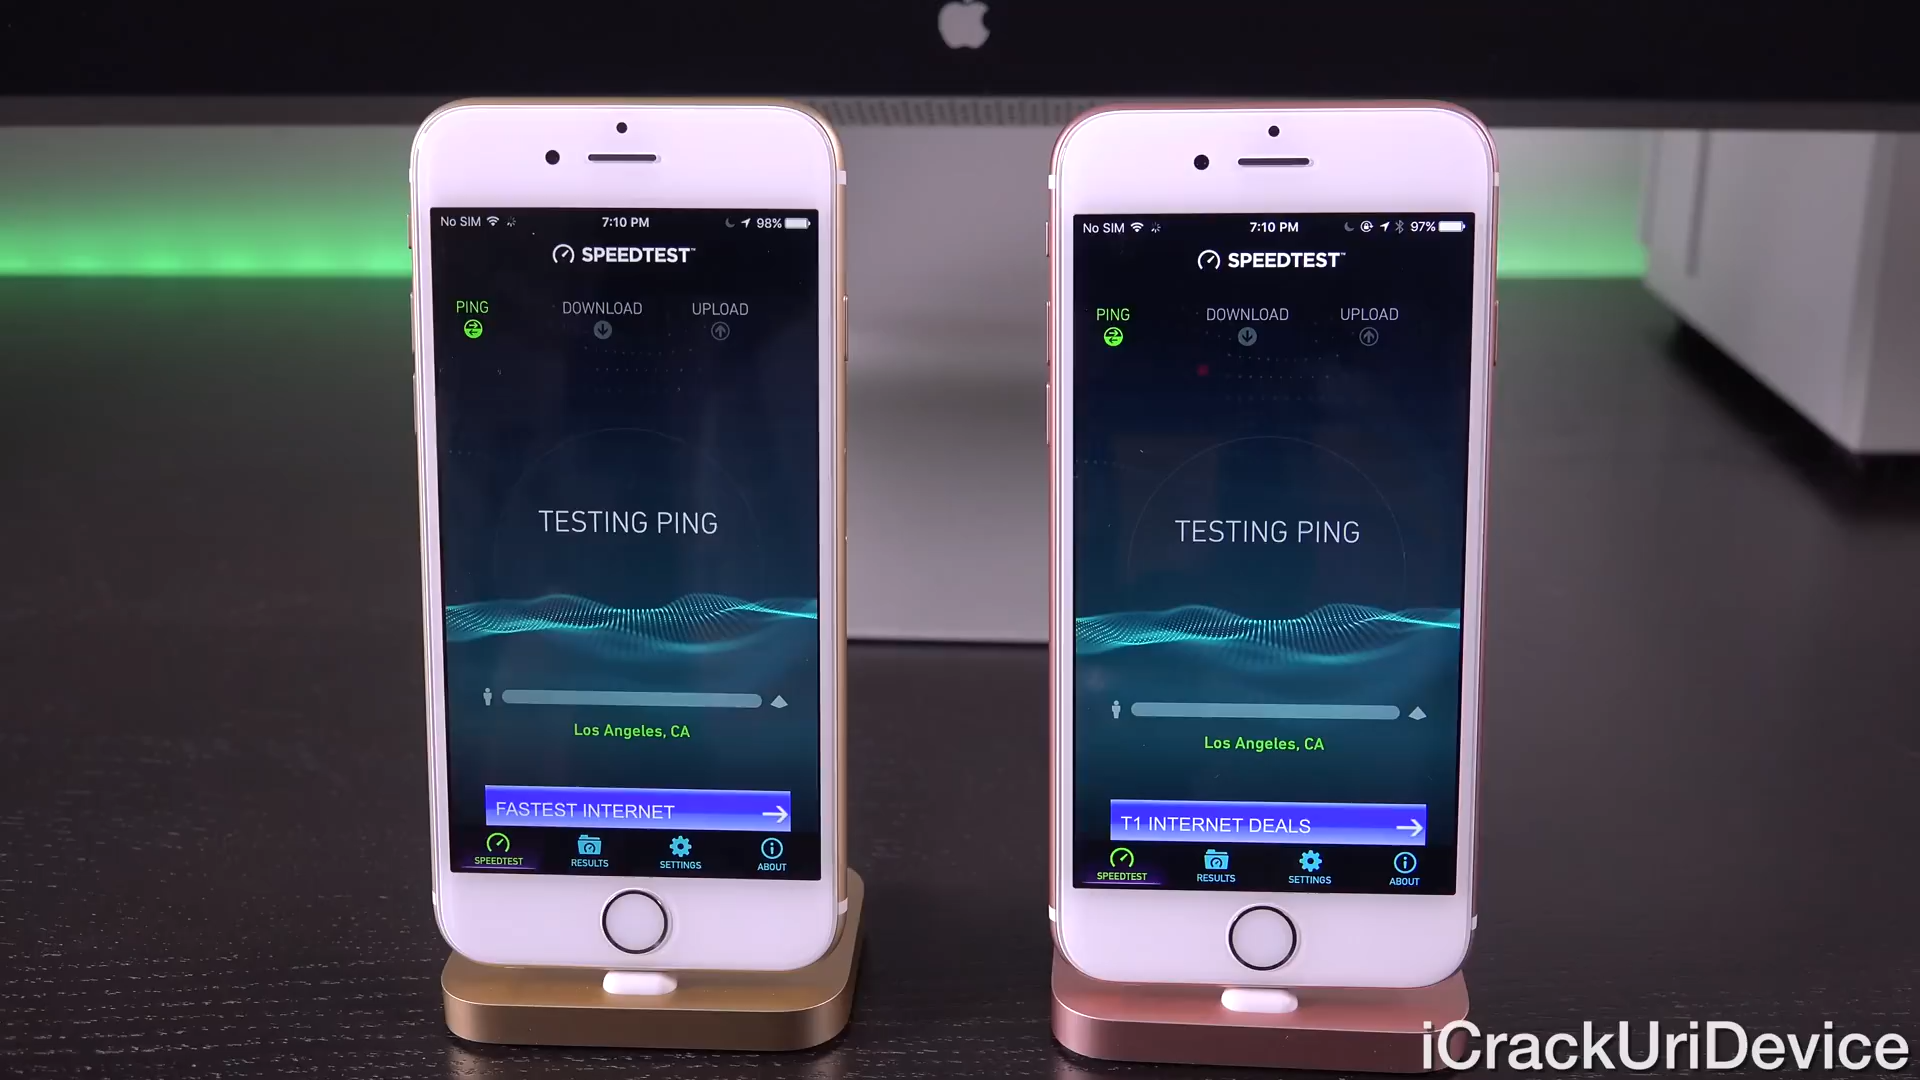 No SIM 7:10 PM 98%
SPEEDTEST™
PING DOWNLOAD UPLOAD
TESTING PING
Los Angeles, CA
FASTEST INTERNET
SPEEDTEST RESULTS SETTINGS ABOUT
No SIM 7:10 PM 97%
SPEEDTEST™
PING DOWNLOAD UPLOAD
TESTING PING
Los Angeles, CA
T1 INTERNET DEALS
SPEEDTEST RESULTS SETTINGS ABOUT
iCrackUriDevice